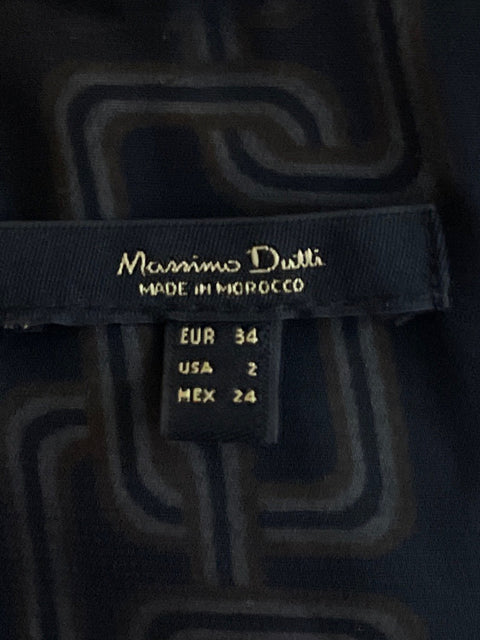 Massimo Dutti
MADE IN MOROCCO
EUR 34
USA 2
MEX 24